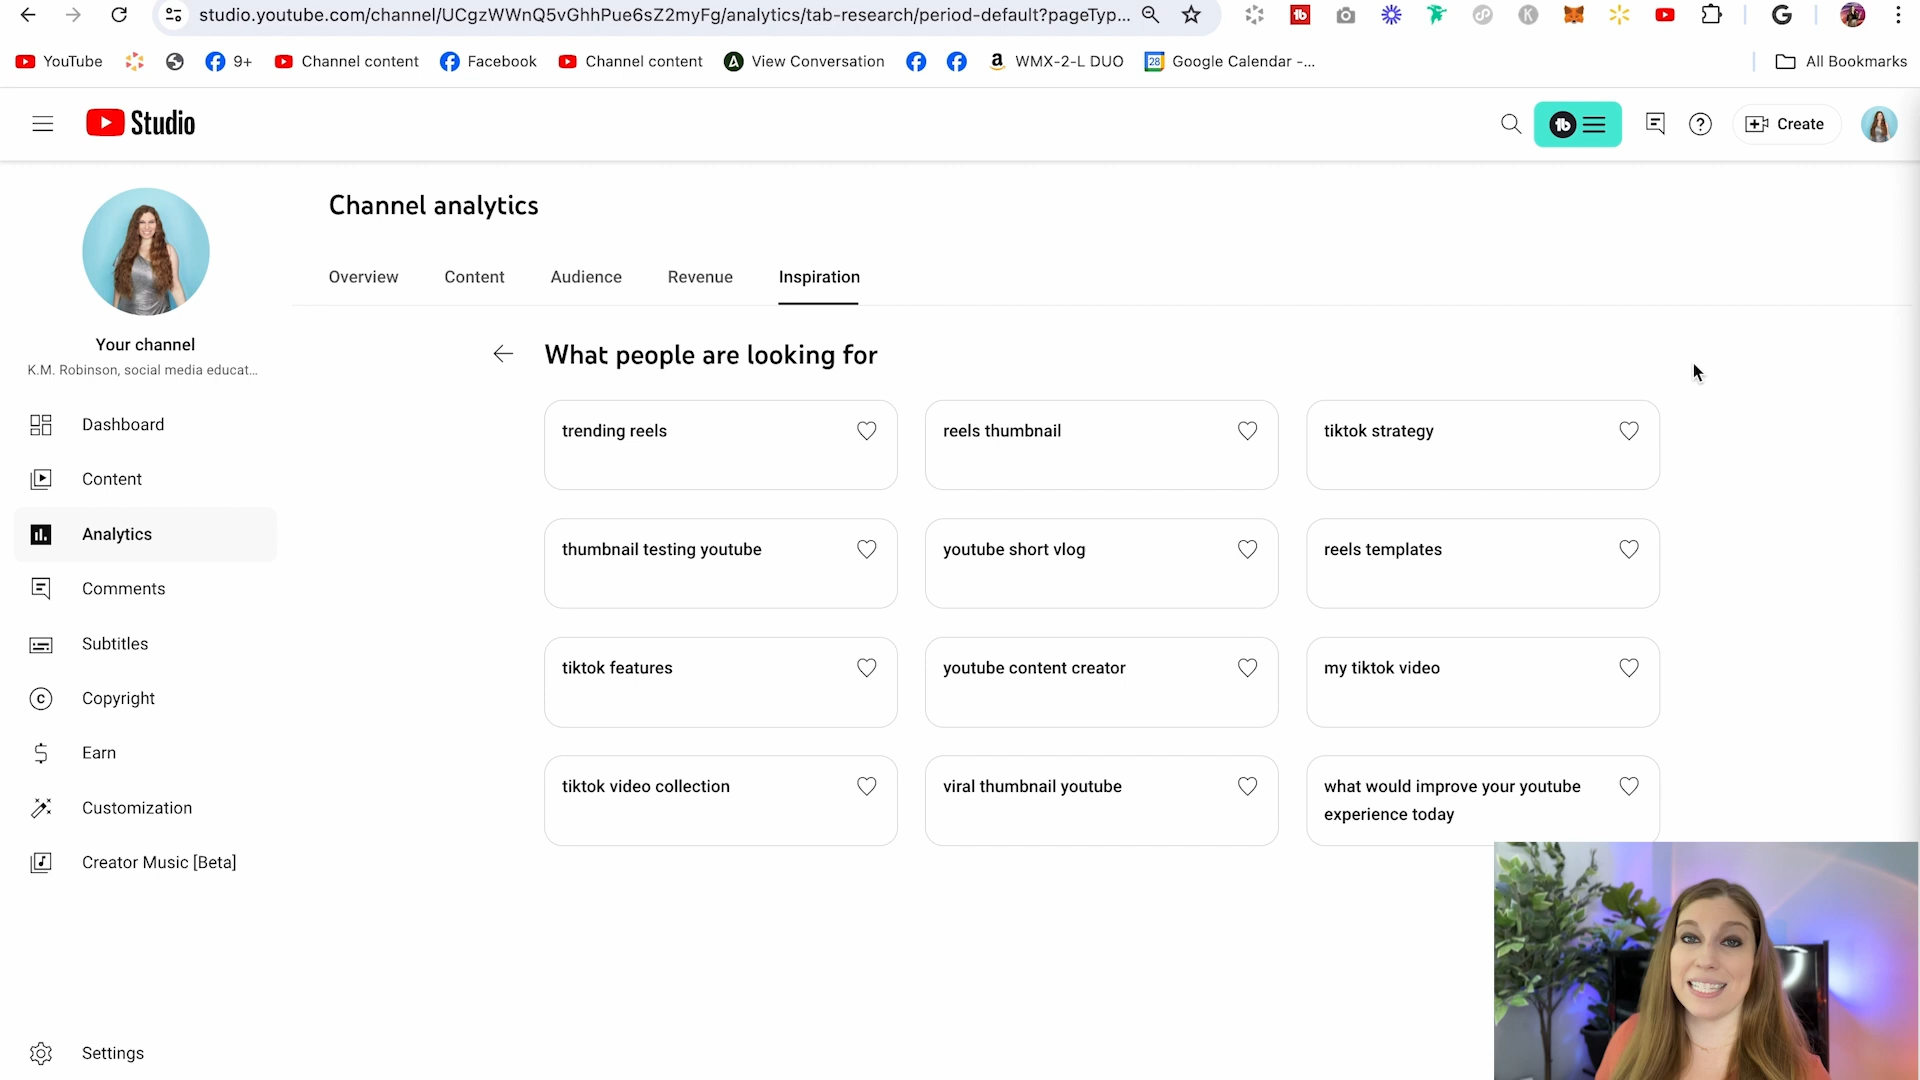 studio.youtube.com/channel/UCgzWWnQ5vGhhPue6sZ2myFg/analytics/tab-research/period-default?pageTyp...
YouTube
9+
Channel content
Facebook
Channel content
View Conversation
WMX-2-L DUO
28
Google Calendar -...
All Bookmarks
Studio
Create
Channel analytics
Overview
Content
Audience
Revenue
Inspiration
Your channel
K.M. Robinson, social media educat...
Dashboard
Content
Analytics
Comments
Subtitles
Copyright
Earn
Customization
Creator Music [Beta]
Settings
What people are looking for
trending reels
reels thumbnail
tiktok strategy
thumbnail testing youtube
youtube short vlog
reels templates
tiktok features
youtube content creator
my tiktok video
tiktok video collection
viral thumbnail youtube
what would improve your youtube
experience today